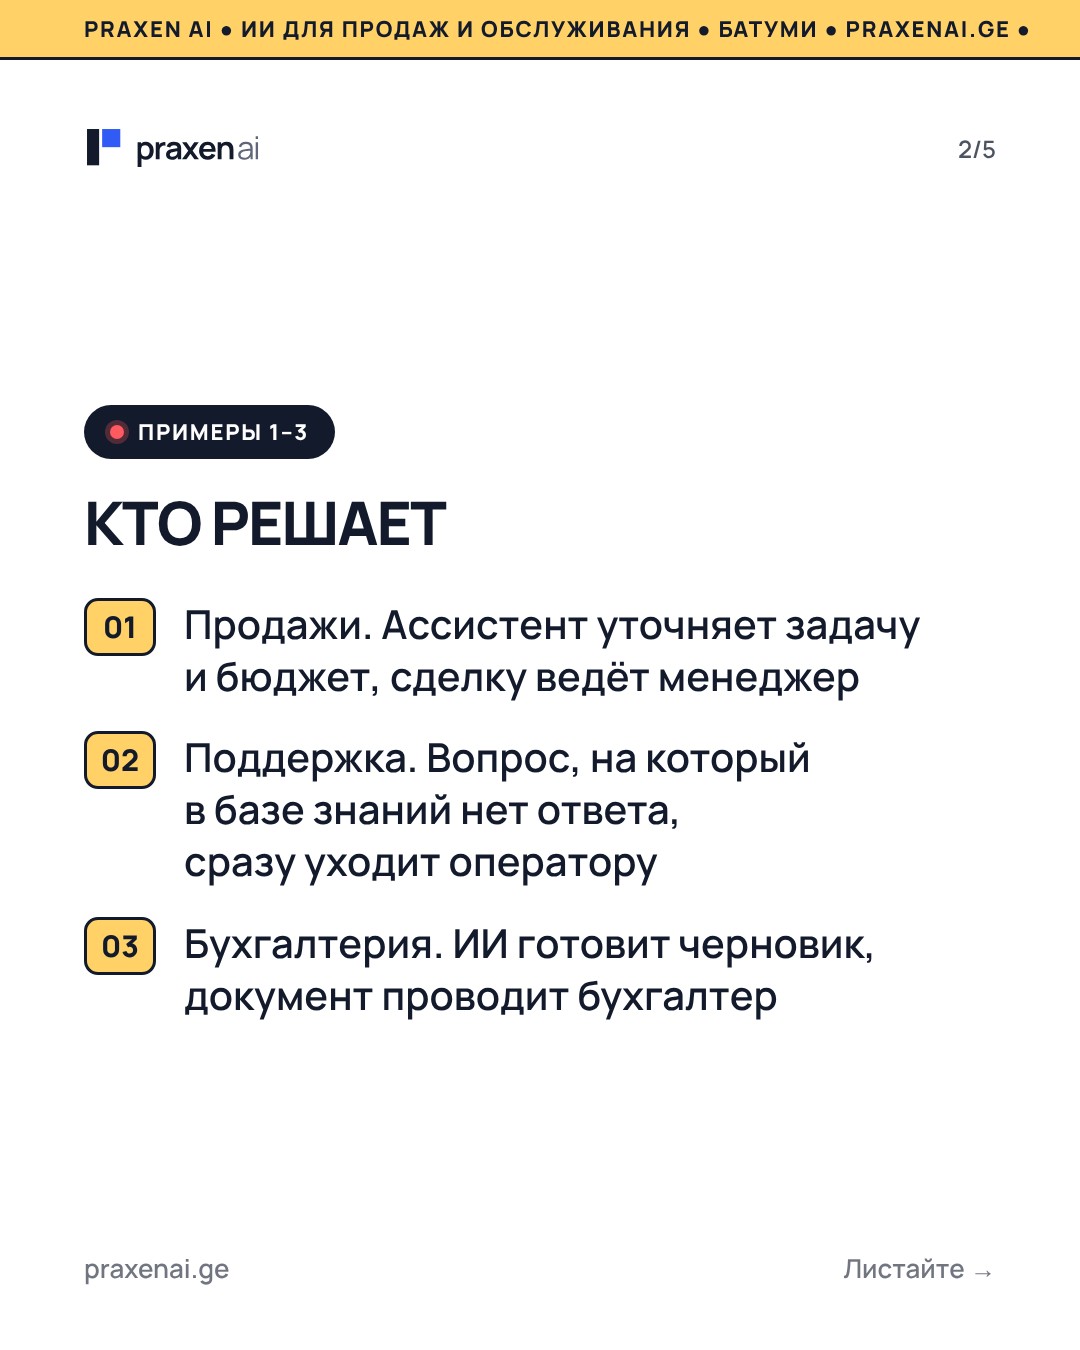 PRAXEN AI ● ИИ ДЛЯ ПРОДАЖ И ОБСЛУЖИВАНИЯ ● БАТУМИ ● PRAXENAI.GE ●
praxen ai
2/5
ПРИМЕРЫ 1–3
КТО РЕШАЕТ
01 Продажи. Ассистент уточняет задачу
и бюджет, сделку ведёт менеджер
02 Поддержка. Вопрос, на который
в базе знаний нет ответа,
сразу уходит оператору
03 Бухгалтерия. ИИ готовит черновик,
документ проводит бухгалтер
praxenai.ge
Листайте →